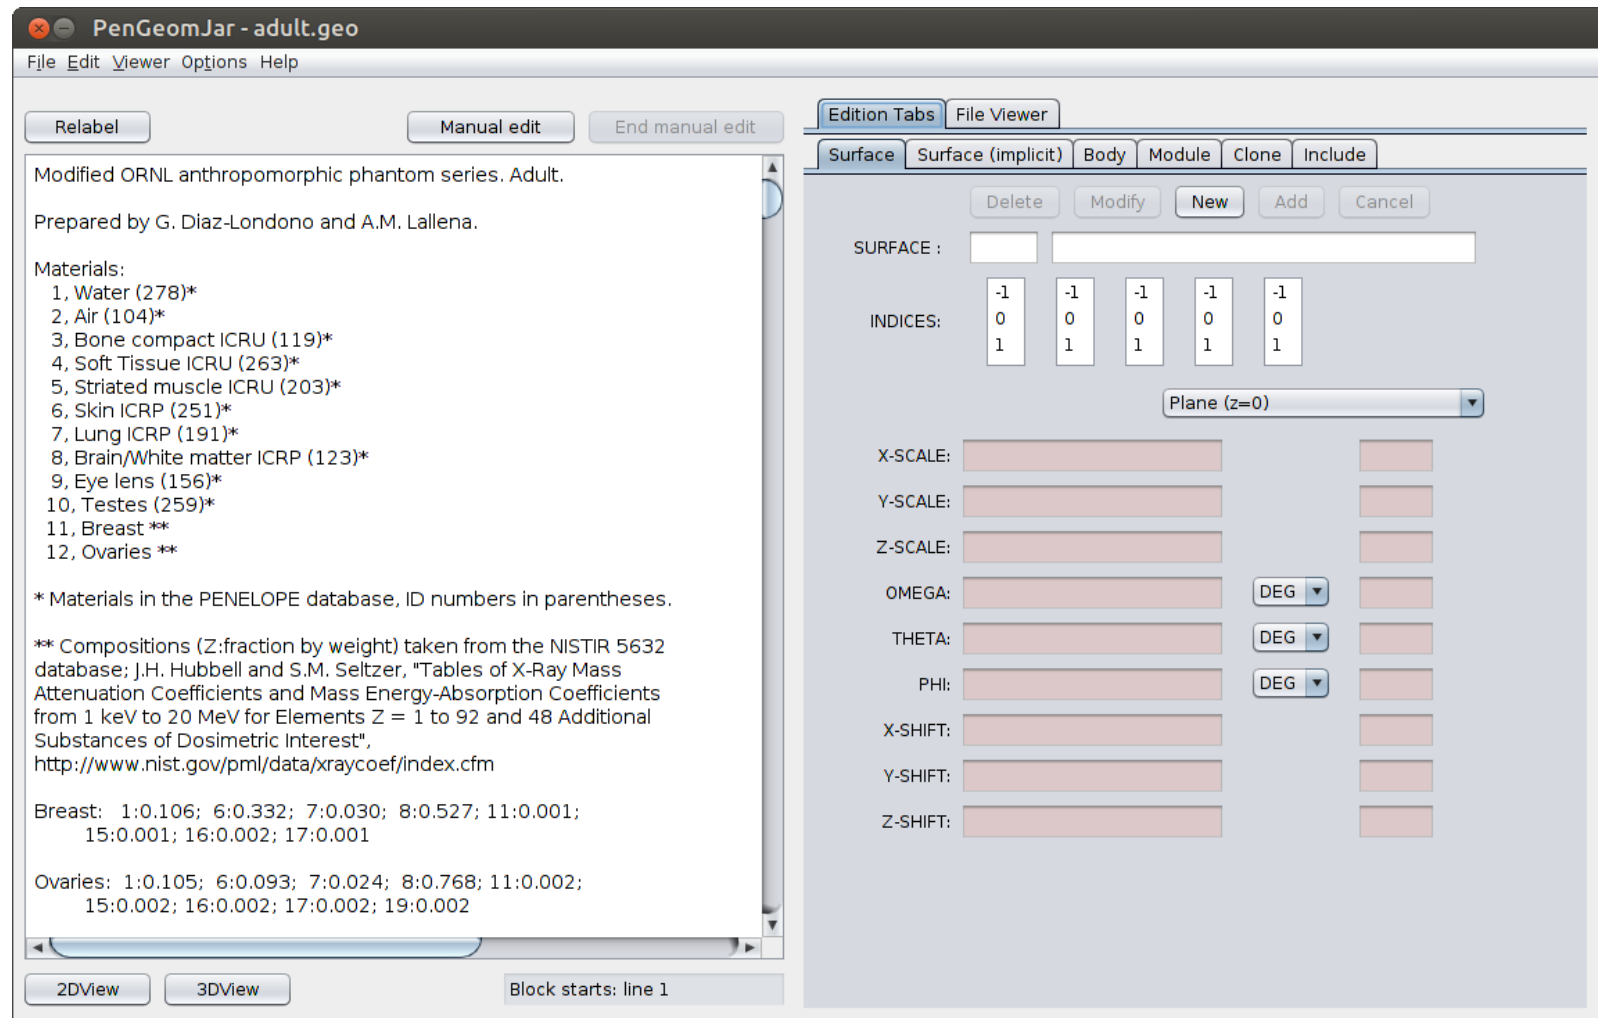 PenGeomJar - adult.geo
File Edit Viewer Options Help
Relabel
Manual edit
End manual edit
Modified ORNL anthropomorphic phantom series. Adult.
Prepared by G. Diaz-Londono and A.M. Lallena.
Materials:
1, Water (278)*
2, Air (104)*
3, Bone compact ICRU (119)*
4, Soft Tissue ICRU (263)*
5, Striated muscle ICRU (203)*
6, Skin ICRP (251)*
7, Lung ICRP (191)*
8, Brain/White matter ICRP (123)*
9, Eye lens (156)*
10, Testes (259)*
11, Breast **
12, Ovaries **
* Materials in the PENELOPE database, ID numbers in parentheses.
** Compositions (Z:fraction by weight) taken from the NISTIR 5632
database; J.H. Hubbell and S.M. Seltzer, "Tables of X-Ray Mass
Attenuation Coefficients and Mass Energy-Absorption Coefficients
from 1 keV to 20 MeV for Elements Z = 1 to 92 and 48 Additional
Substances of Dosimetric Interest",
http://www.nist.gov/pml/data/xraycoef/index.cfm
Breast: 1:0.106; 6:0.332; 7:0.030; 8:0.527; 11:0.001;
15:0.001; 16:0.002; 17:0.001
Ovaries: 1:0.105; 6:0.093; 7:0.024; 8:0.768; 11:0.002;
15:0.002; 16:0.002; 17:0.002; 19:0.002
2DView
3DView
Block starts: line 1
Edition Tabs
File Viewer
Surface
Surface (implicit)
Body
Module
Clone
Include
Delete
Modify
New
Add
Cancel
SURFACE :
INDICES:
-1 -1 -1 -1 -1
0 0 0 0 0
1 1 1 1 1
Plane (z=0)
X-SCALE:
Y-SCALE:
Z-SCALE:
OMEGA: DEG
THETA: DEG
PHI: DEG
X-SHIFT:
Y-SHIFT:
Z-SHIFT: